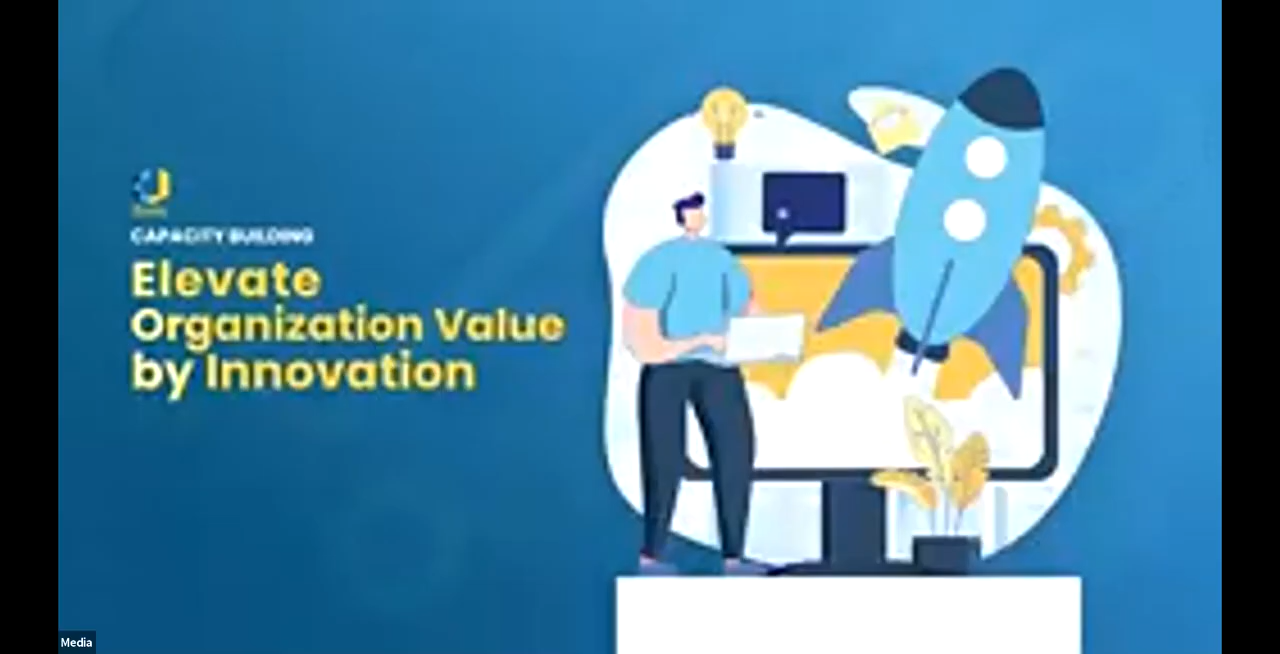 CAPACITY BUILDING
Elevate
Organization Value
by Innovation
Media